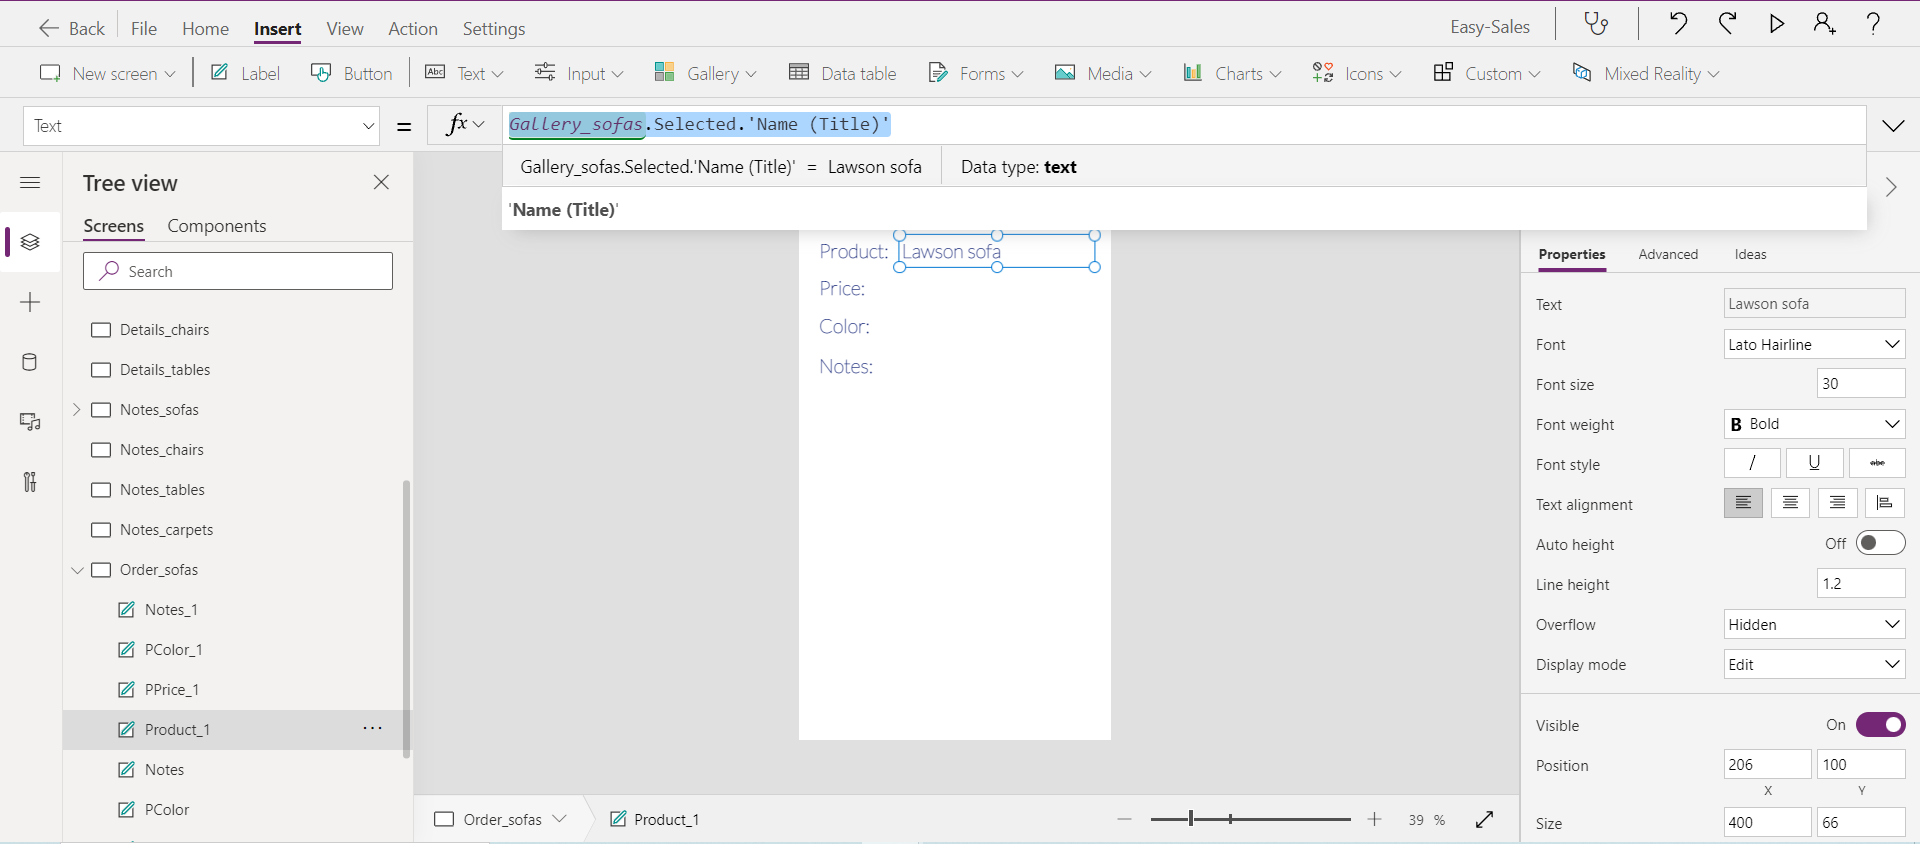 Back File Home Insert View Action Settings Easy-Sales ?
New screen Label Button Abc Text Input Gallery Data table Forms Media Charts Icons Custom Mixed Reality
Text = fx Gallery_sofas.Selected.'Name (Title)'
Gallery_sofas.Selected.'Name (Title)' = Lawson sofa Data type: text
'Name (Title)'
Tree view
Screens Components
Search
Details_chairs
Details_tables
Notes_sofas
Notes_chairs
Notes_tables
Notes_carpets
Order_sofas
Notes_1
PColor_1
PPrice_1
Product_1 ...
Notes
PColor
Product: Lawson sofa
Price:
Color:
Notes:
Order_sofas Product_1
39 %
Properties Advanced Ideas
Text Lawson sofa
Font Lato Hairline
Font size 30
Font weight B Bold
Font style / U abc
Text alignment
Auto height Off
Line height 1.2
Overflow Hidden
Display mode Edit
Visible On
Position 206 100
X Y
Size 400 66